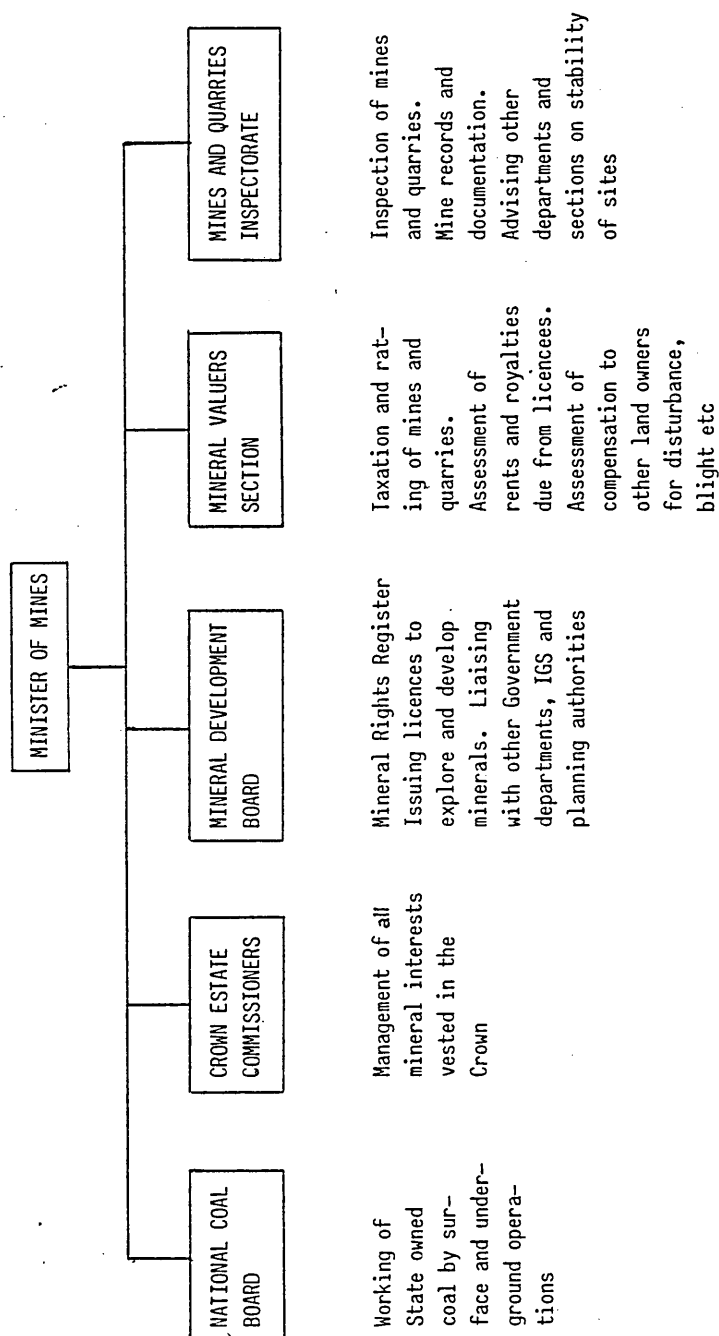 MINISTER OF MINES
NATIONAL COAL
BOARD
CROWN ESTATE
COMMISSIONERS
MINERAL DEVELOPMENT
BOARD
MINERAL VALUERS
SECTION
MINES AND QUARRIES
INSPECTORATE
Working of
State owned
coal by sur-
face and under-
ground opera-
tions
Management of all
mineral interests
vested in the
Crown
Mineral Rights Register
Issuing licences to
explore and develop
minerals. Liaising
with other Government
departments, IGS and
planning authorities
Taxation and rat-
ing of mines and
quarries.
Assessment of
rents and royalties
due from licencees.
Assessment of
compensation to
other land owners
for disturbance,
blight etc
Inspection of mines
and quarries.
Mine records and
documentation.
Advising other
departments and
sections on stability
of sites